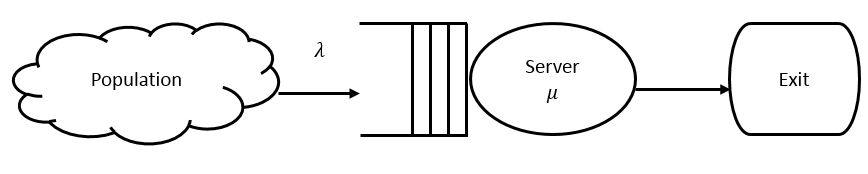 Population
λ
Server
μ
Exit